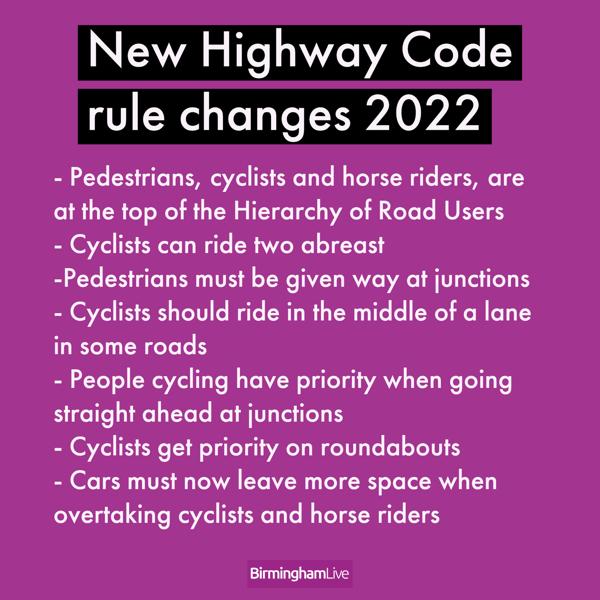 New Highway Code
rule changes 2022
- Pedestrians, cyclists and horse riders, are
at the top of the Hierarchy of Road Users
- Cyclists can ride two abreast
-Pedestrians must be given way at junctions
- Cyclists should ride in the middle of a lane
in some roads
- People cycling have priority when going
straight ahead at junctions
- Cyclists get priority on roundabouts
- Cars must now leave more space when
overtaking cyclists and horse riders
BirminghamLive